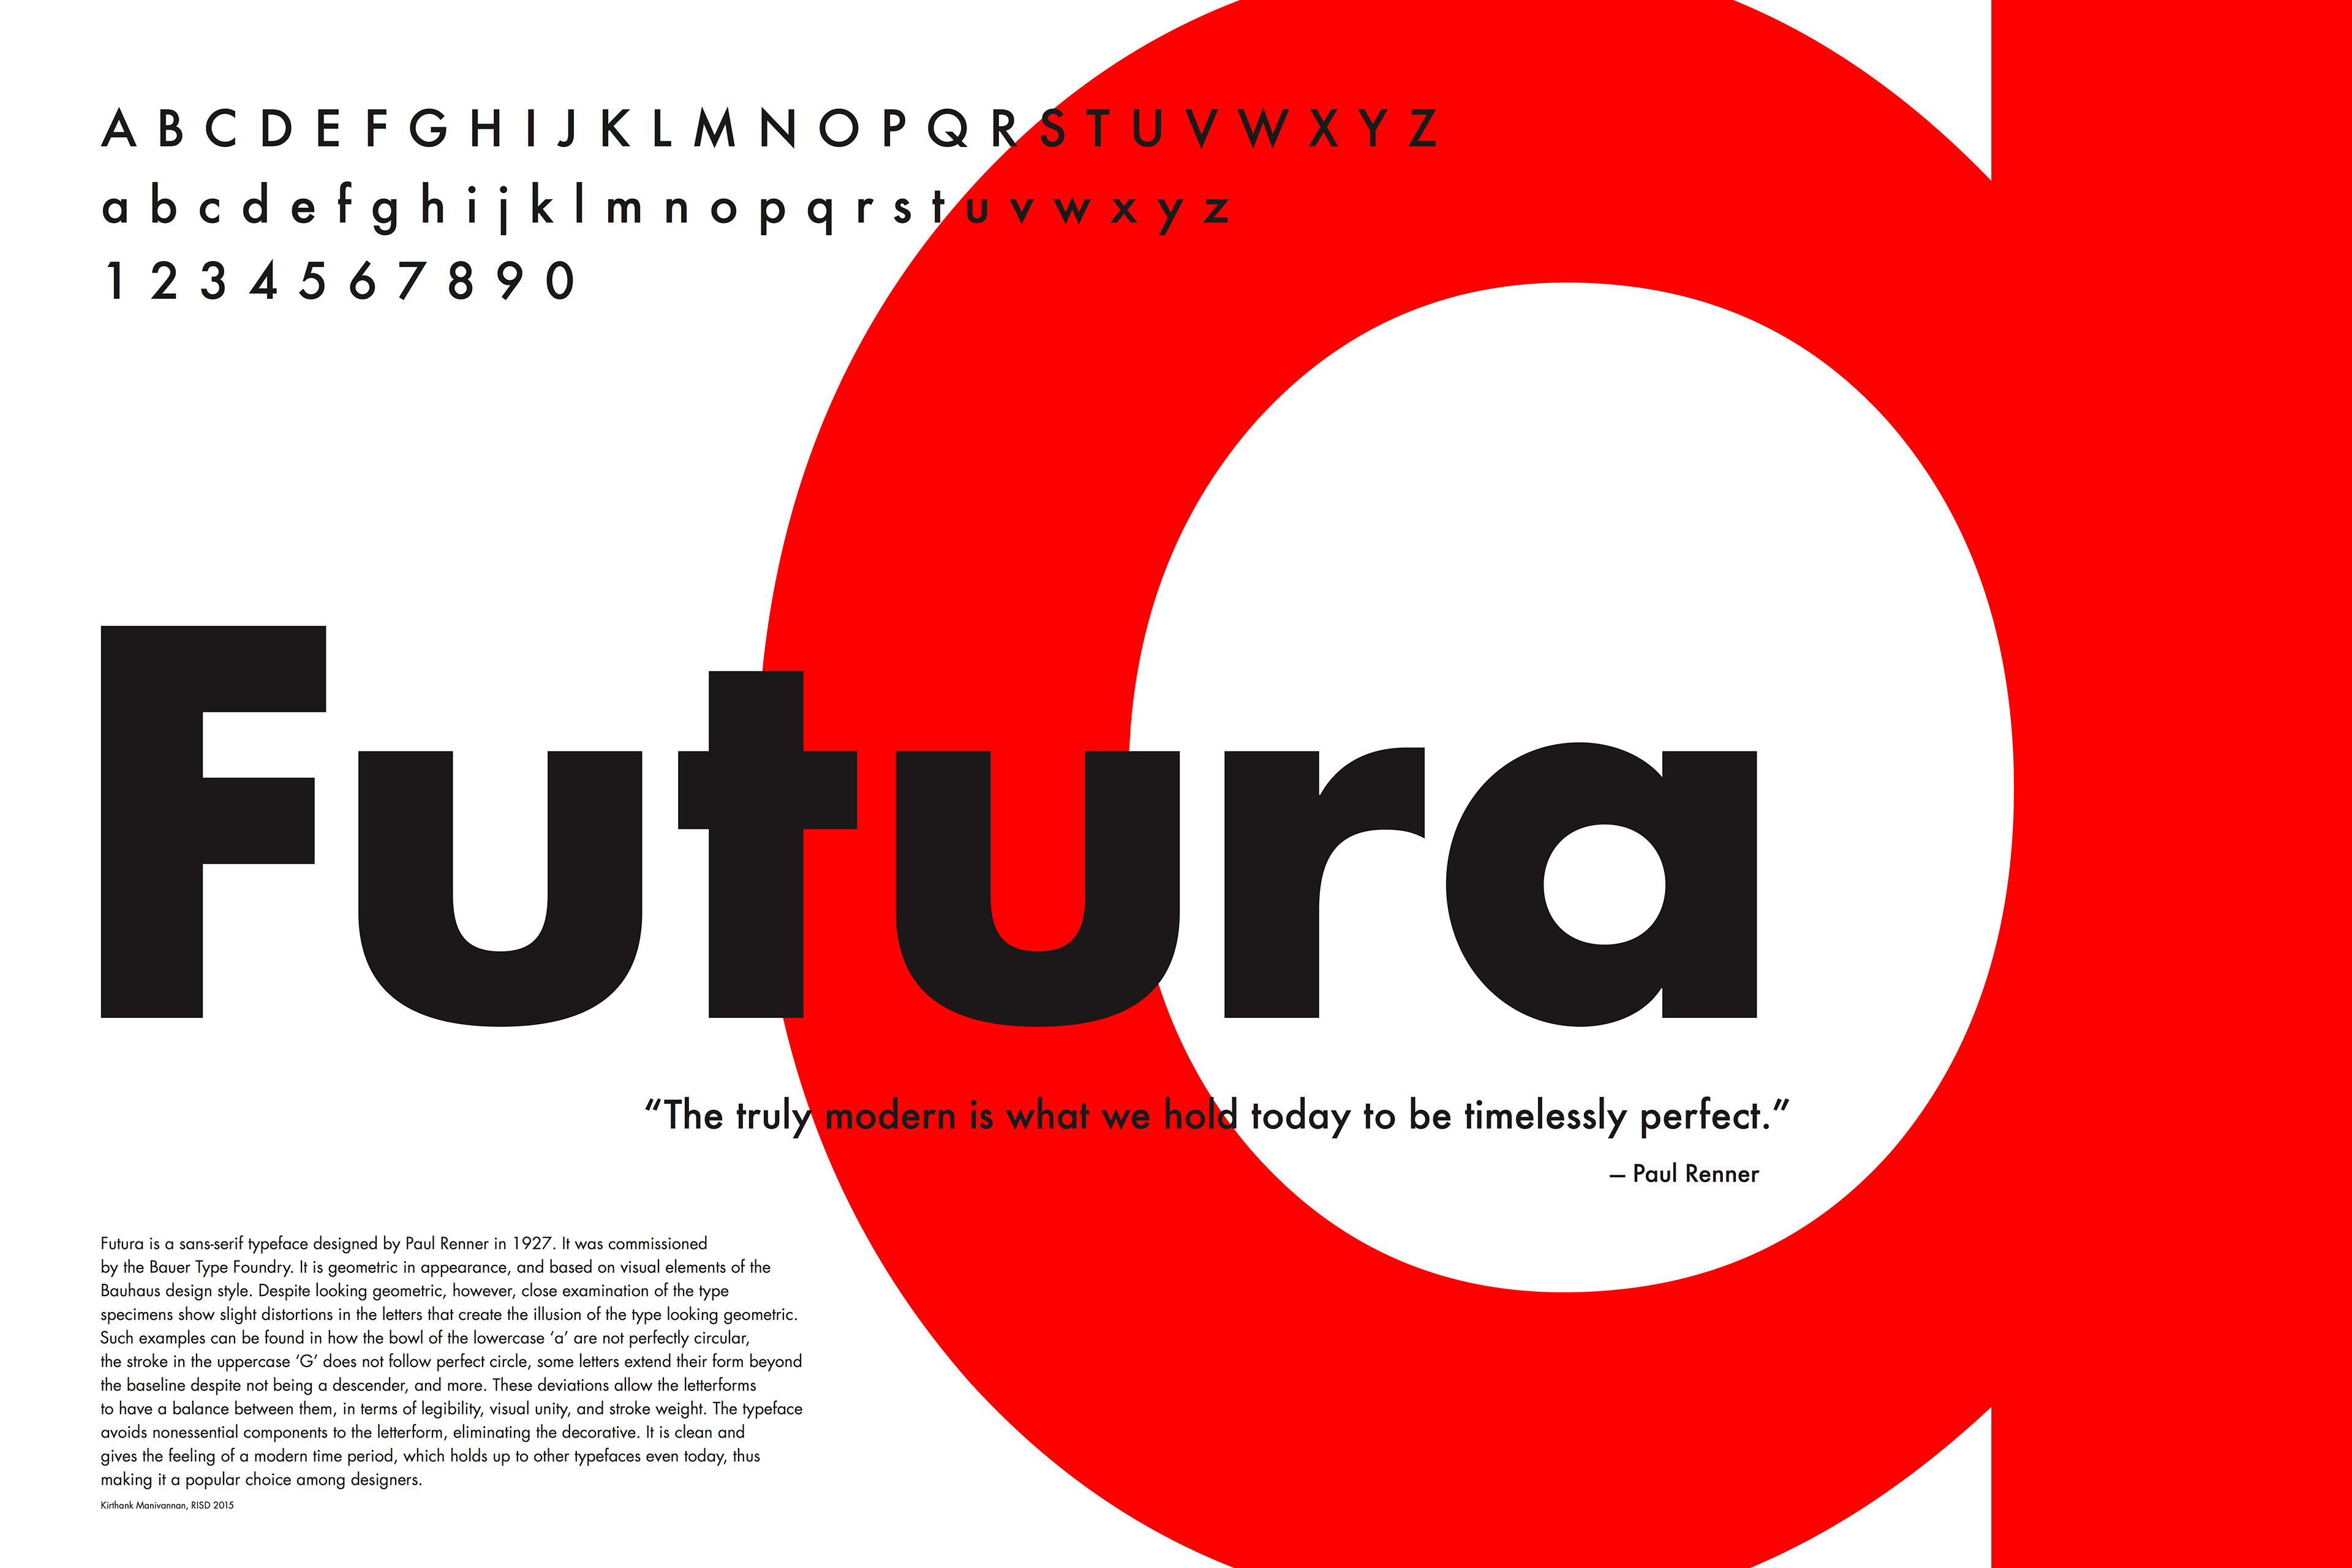 A B C D E F G H I J K L M N O P Q R S T U V W X Y Z
a b c d e f g h i j k l m n o p q r s t u v w x y z
1 2 3 4 5 6 7 8 9 0
a
Futura
“The truly modern is what we hold today to be timelessly perfect.”
– Paul Renner
Futura is a sans-serif typeface designed by Paul Renner in 1927. It was commissioned
by the Bauer Type Foundry. It is geometric in appearance, and based on visual elements of the
Bauhaus design style. Despite looking geometric, however, close examination of the type
specimens show slight distortions in the letters that create the illusion of the type looking geometric.
Such examples can be found in how the bowl of the lowercase ‘a’ are not perfectly circular,
the stroke in the uppercase ‘G’ does not follow perfect circle, some letters extend their form beyond
the baseline despite not being a descender, and more. These deviations allow the letterforms
to have a balance between them, in terms of legibility, visual unity, and stroke weight. The typeface
avoids nonessential components to the letterform, eliminating the decorative. It is clean and
gives the feeling of a modern time period, which holds up to other typefaces even today, thus
making it a popular choice among designers.
Kirthank Manivannan, RISD 2015